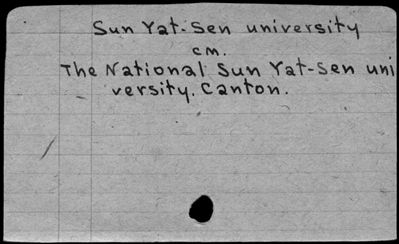 Sun Yat-Sen university
cm.
The National Sun Yat-Sen uni
versity. Canton.